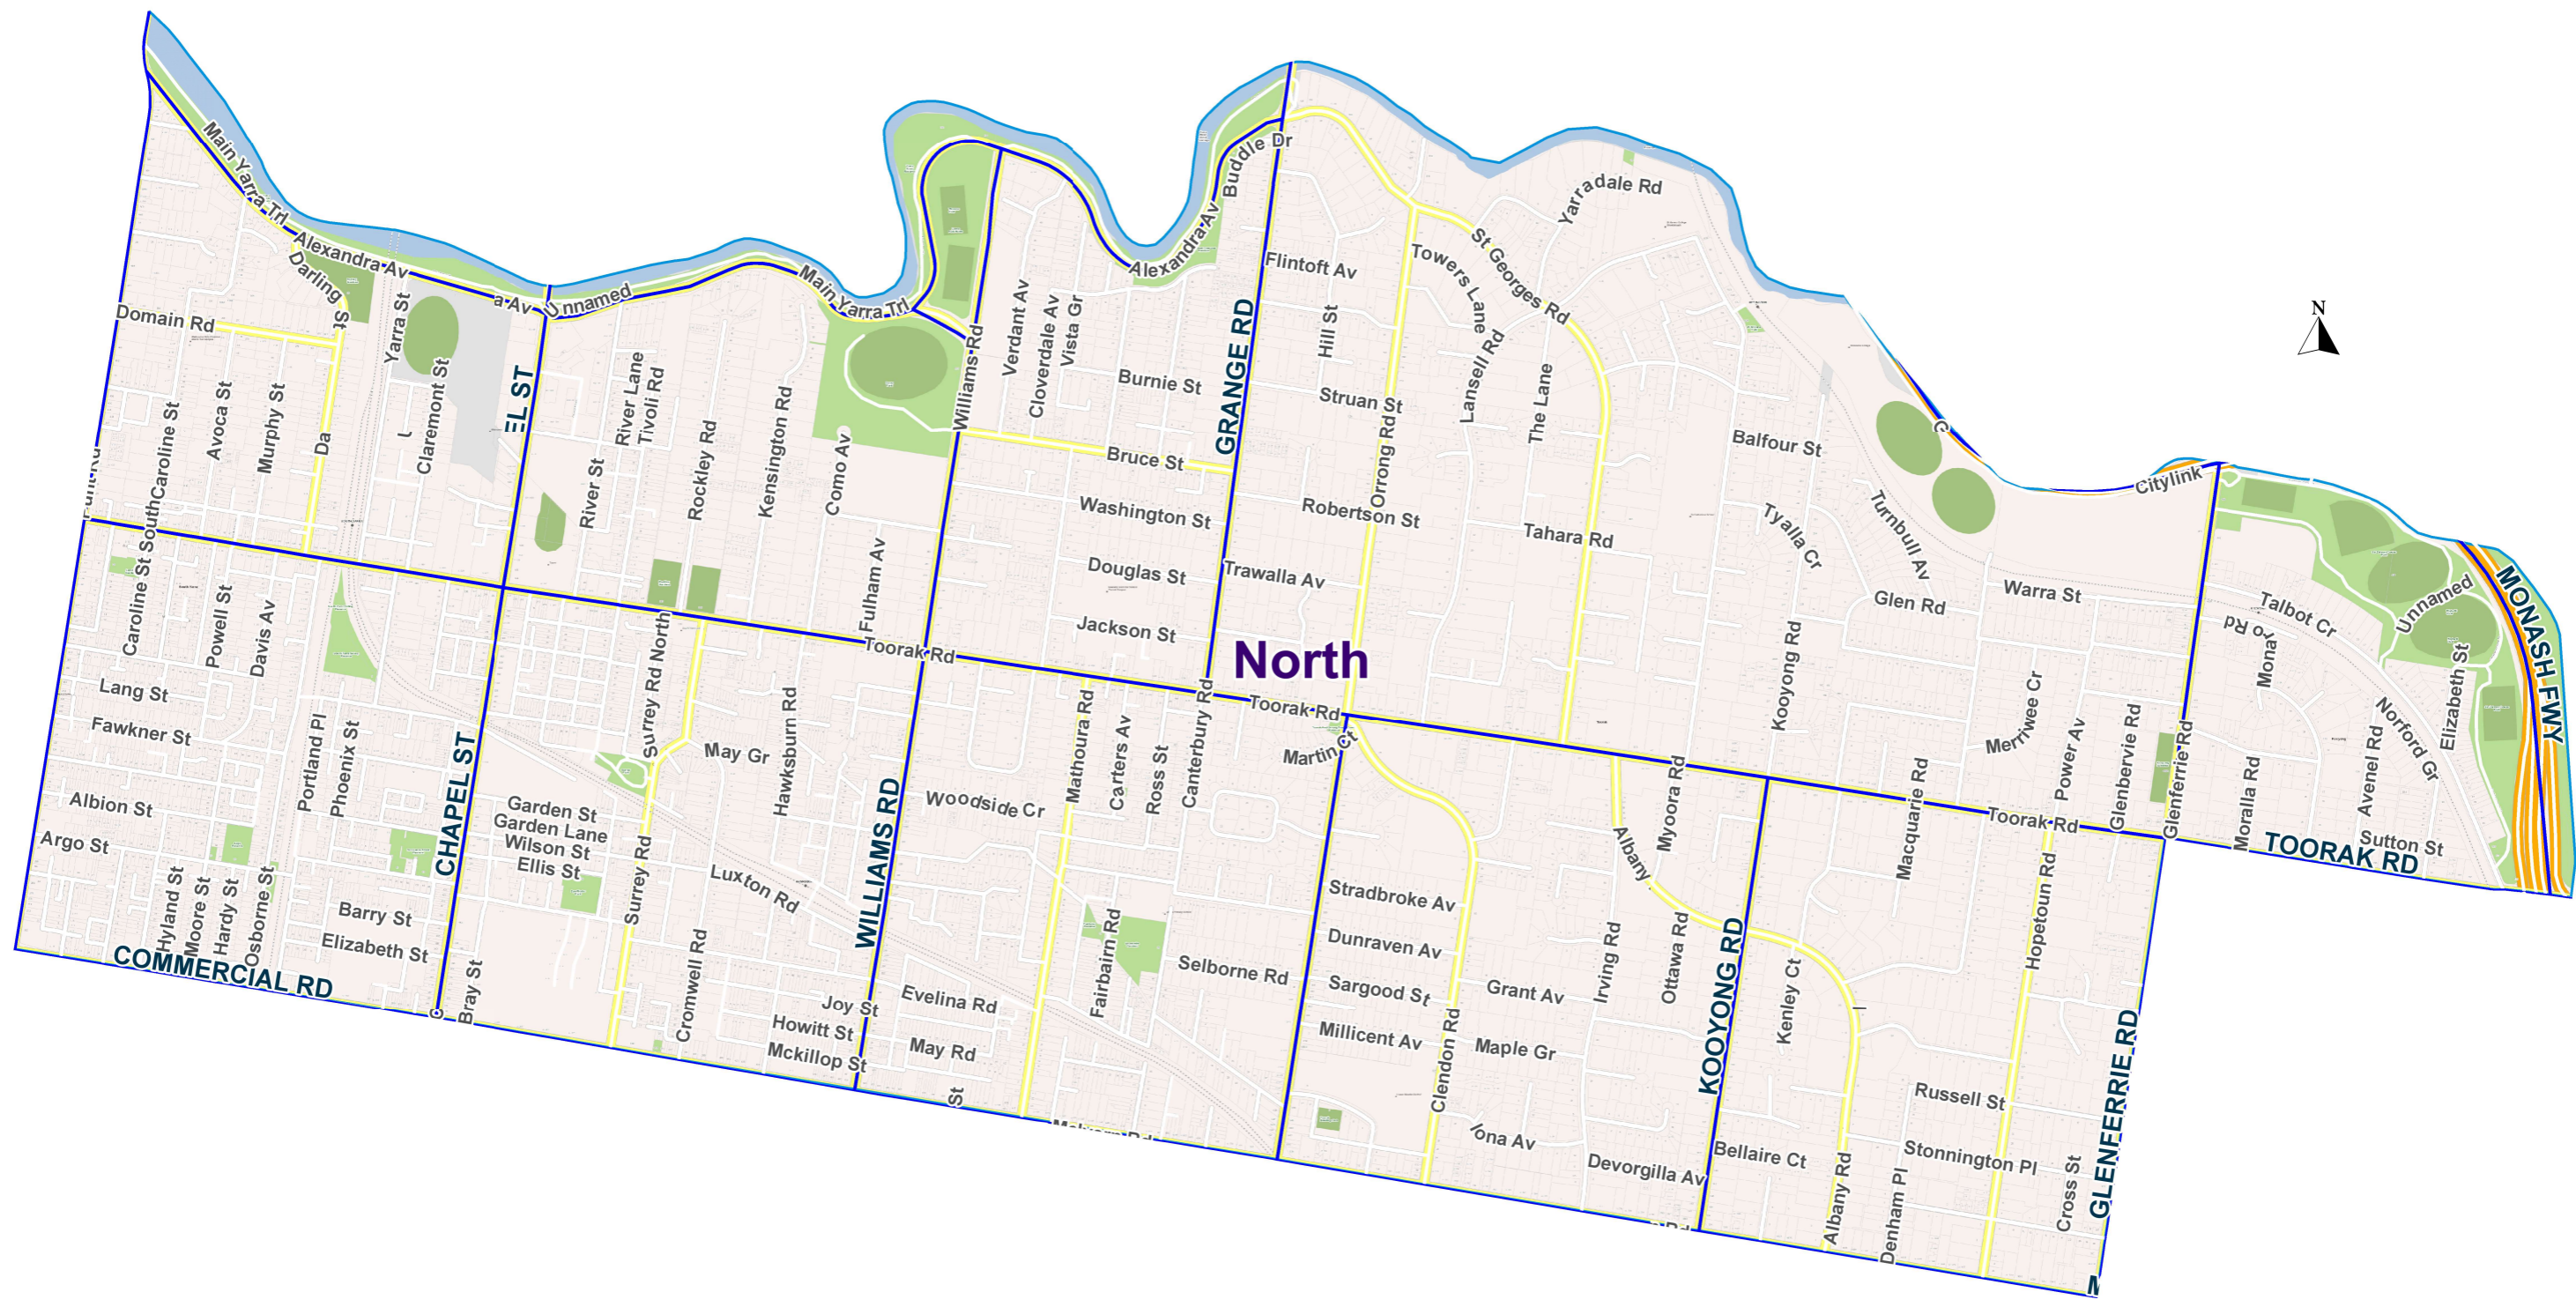 Main Yarra Trl
Alexandra Av
Darling St
a Av
Unnamed
Main Yarra Trl
Alexandra Av
Buddle Dr
Yarradale Rd
St Georges Rd
Towers Lane
Flintoft Av
Hill St
N
Domain Rd
Yarra St
Claremont St
Avoca St
Murphy St
Caroline St
Da
EL ST
River Lane
Tivoli Rd
River St
Rockley Rd
Kensington Rd
Como Av
Williams Rd
Verdant Av
Cloverdale Av
Vista Gr
Burnie St
GRANGE RD
Struan St
Orrong Rd
Lansell Rd
The Lane
Balfour St
Bruce St
Washington St
Robertson St
Tahara Rd
Tyalla Cr
Turnbull Av
Citylink
Caroline St South
Powell St
Davis Av
Fulham Av
Douglas St
Trawalla Av
Jackson St
Glen Rd
Warra St
Talbot Cr
Unnamed
MONASH FWY
Monaro Rd
Elizabeth St
Norford Gr
Avenel Rd
Moralla Rd
Sutton St
TOORAK RD
North
Toorak Rd
Toorak Rd
Toorak Rd
Lang St
Fawkner St
Albion St
Argo St
Portland Pl
Phoenix St
CHAPEL ST
Surrey Rd North
May Gr
Hawksburn Rd
Garden St
Garden Lane
Wilson St
Ellis St
Surrey Rd
Luxton Rd
WILLIAMS RD
Woodside Cr
Mathoura Rd
Carters Av
Ross St
Canterbury Rd
Martin Ct
Kooyong Rd
Myoora Rd
Albany
Macquarie Rd
Merriwee Cr
Power Av
Glenbervie Rd
Glenferrie Rd
Hyland St
Moore St
Hardy St
Osborne St
Barry St
Elizabeth St
COMMERCIAL RD
Bray St
Cromwell Rd
Joy St
Howitt St
Mckillop St
Evelina Rd
May Rd
St
Fairbairn Rd
Selborne Rd
Stradbroke Av
Dunraven Av
Sargood St
Millicent Av
Clendon Rd
Grant Av
Maple Gr
Iona Av
Irving Rd
Ottawa Rd
KOOYONG RD
Devorgilla Av
Kenley Ct
Bellaire Ct
Hopetoun Rd
Russell St
Stonnington Pl
Albany Rd
Denham Pl
Cross St
GLENFERRIE RD